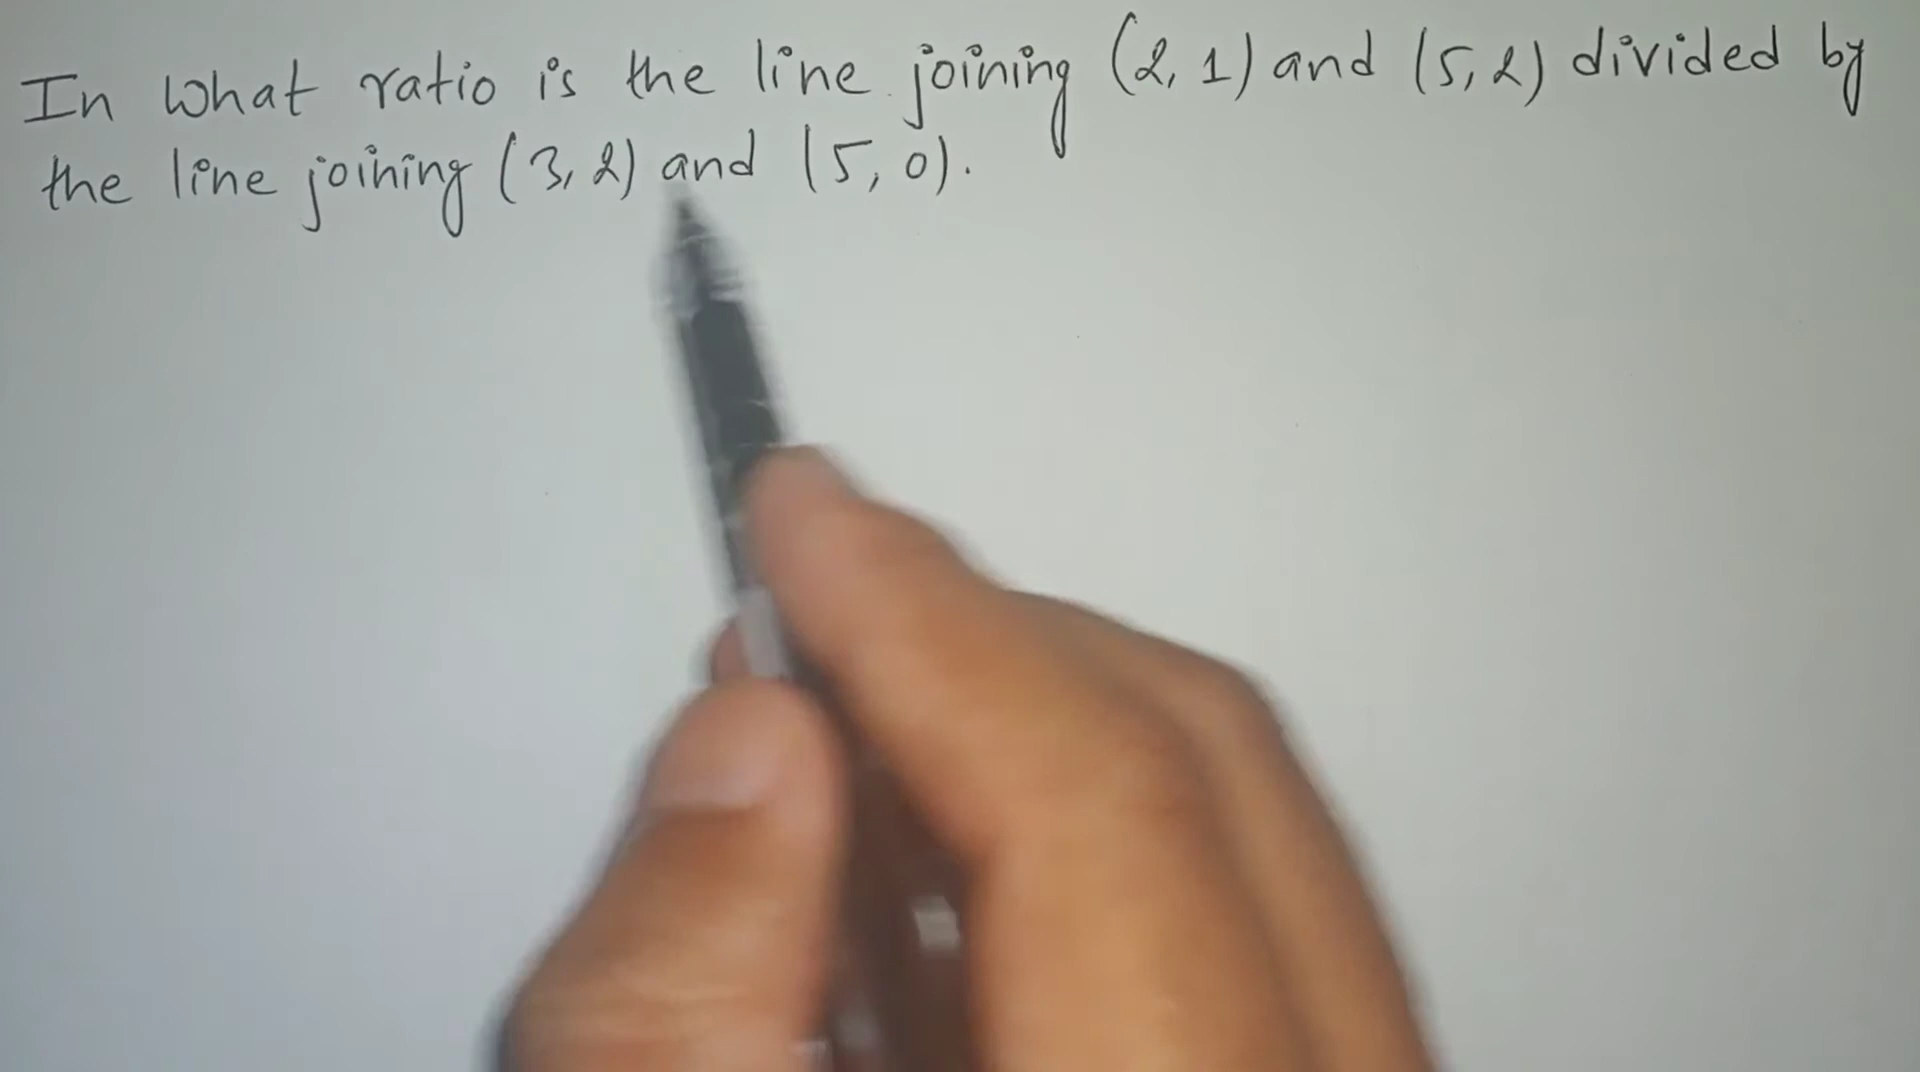 In what ratio is the line joining (2, 1) and (5, 2) divided by
the line joining (3, 2) and (5, 0).